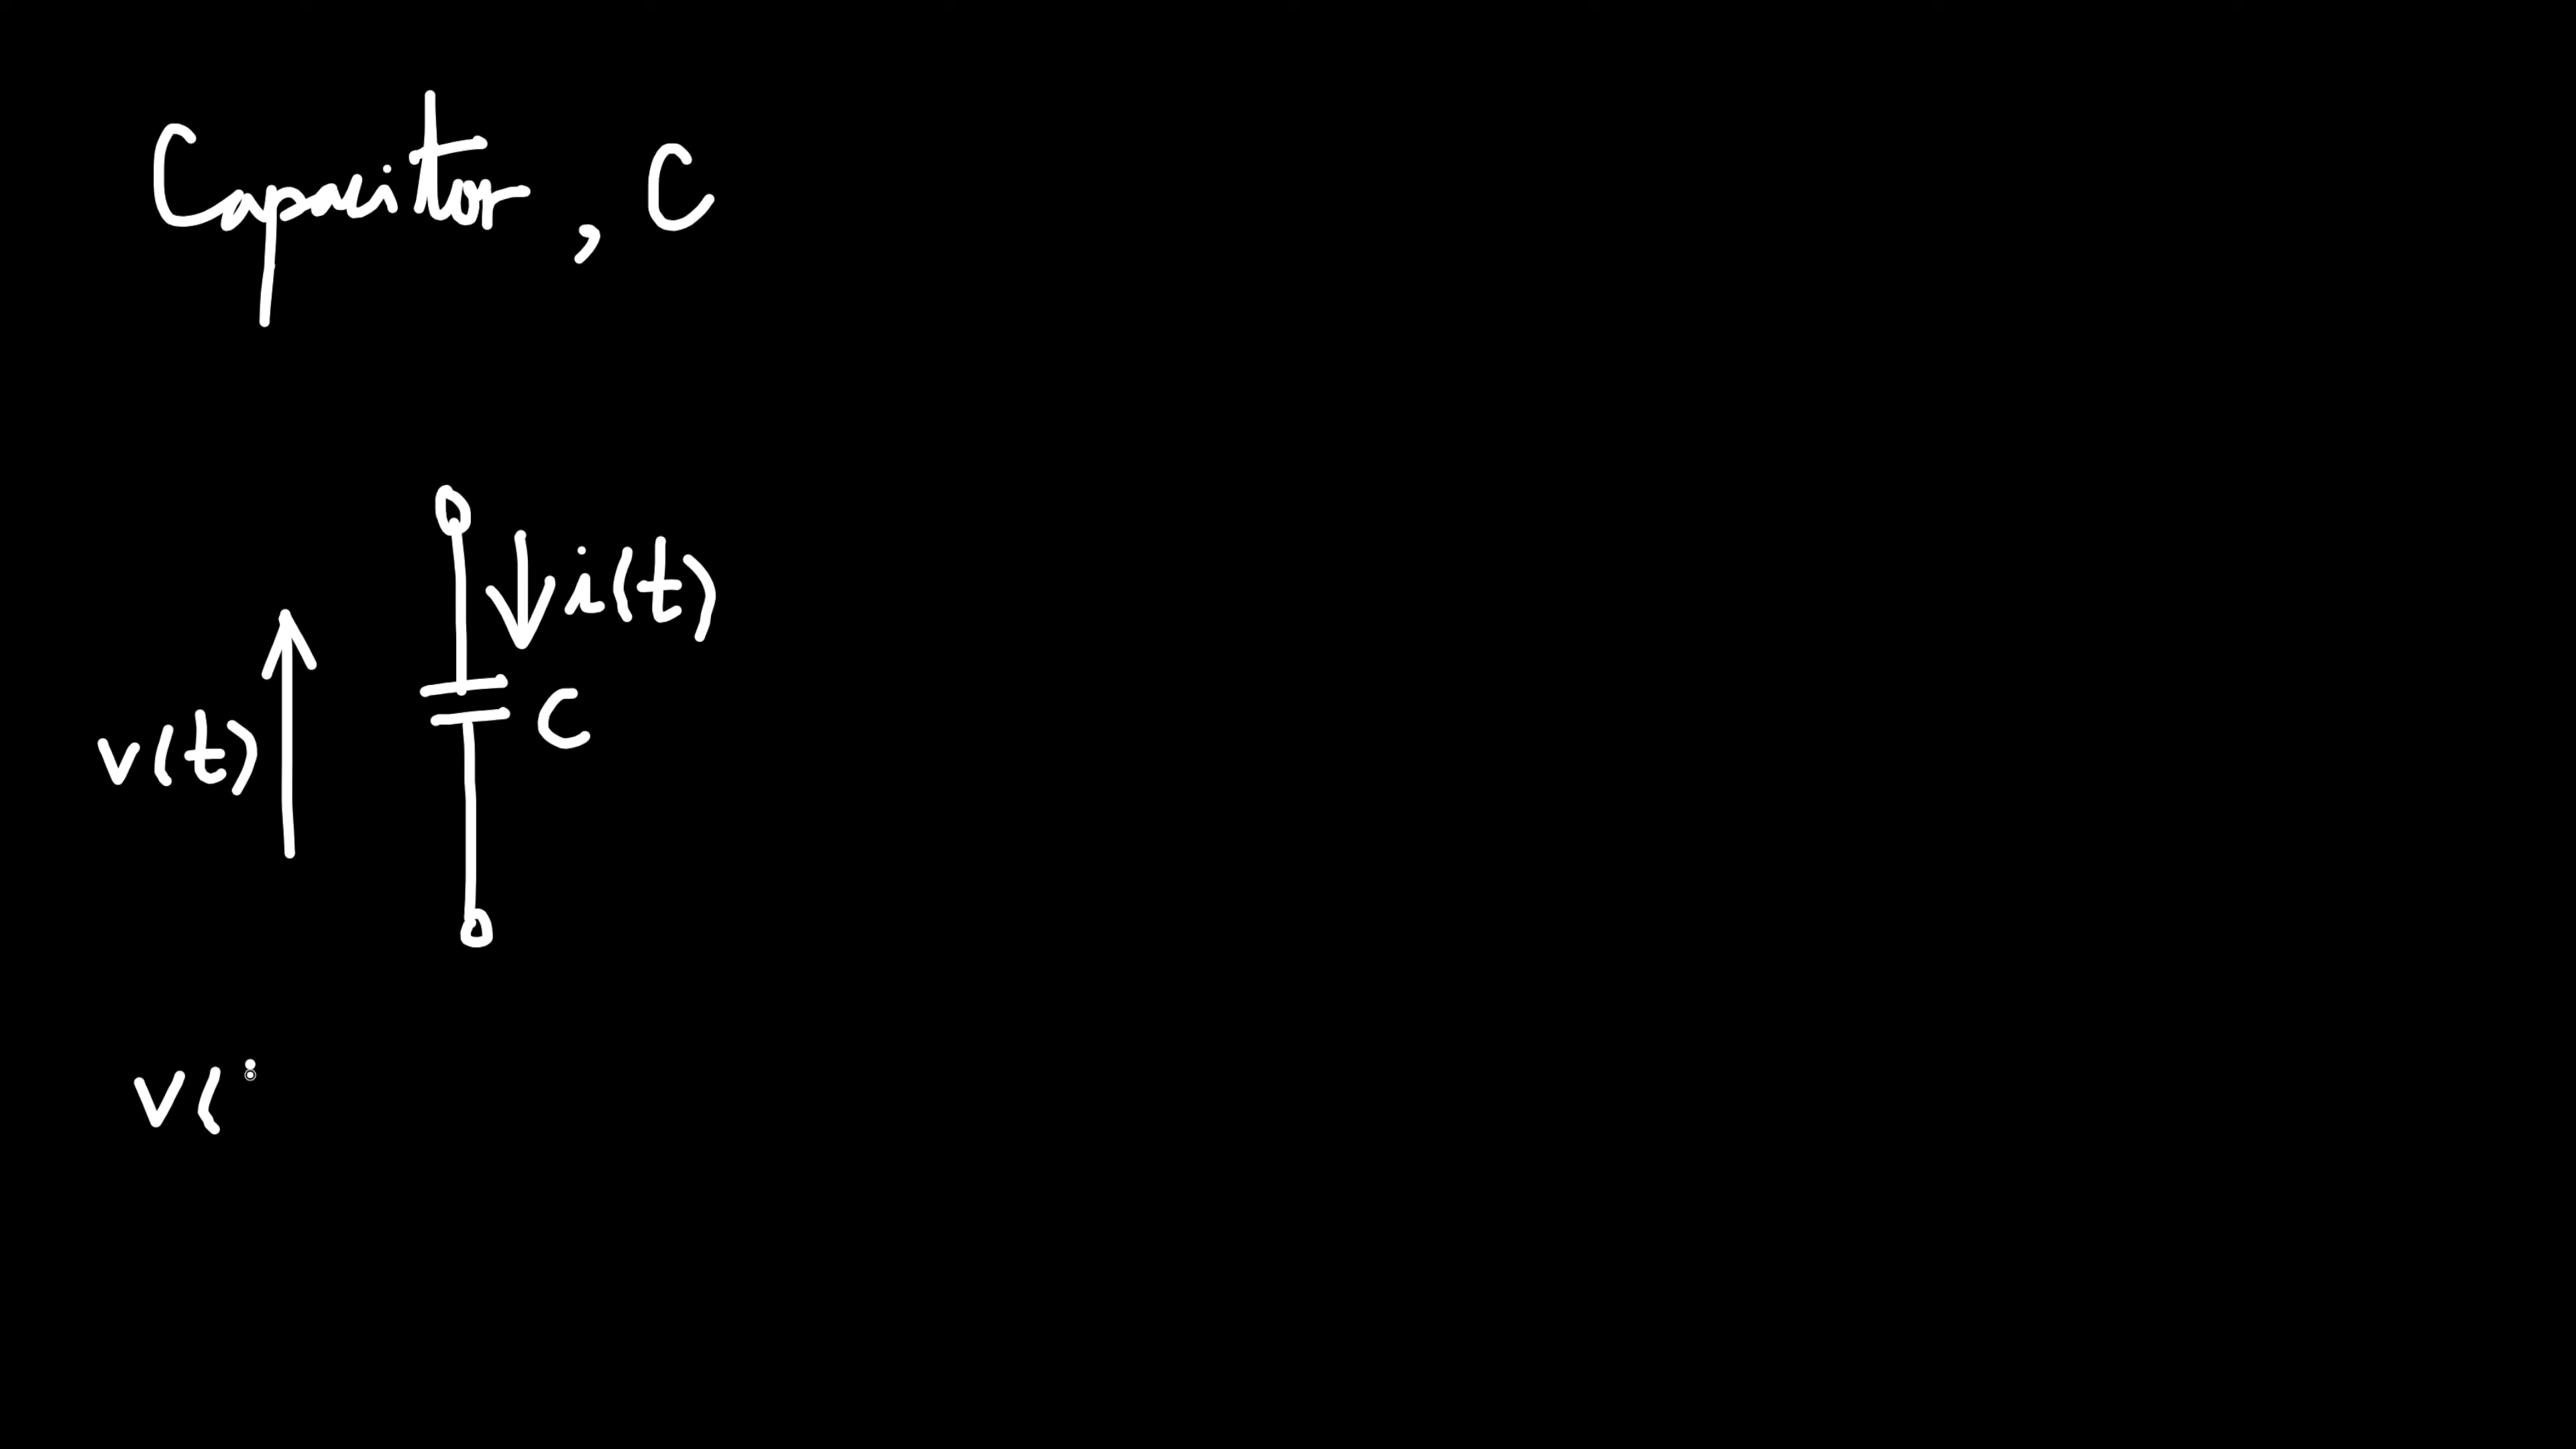 Capacitor, C
i(t)
C
v(t)
v(